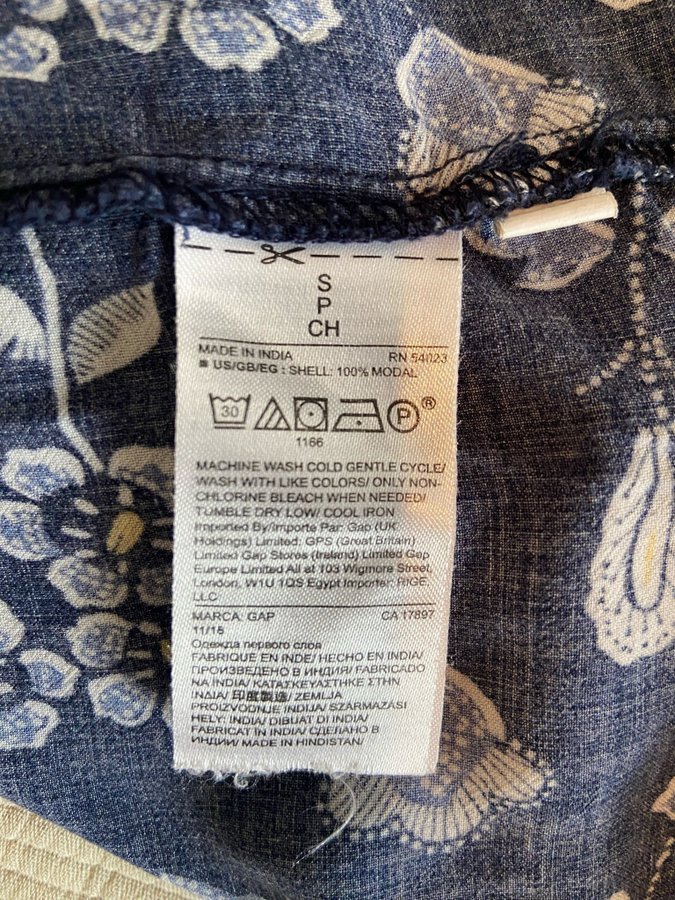 S
P
CH
MADE IN INDIA RN 54023
US/GB/EG : SHELL: 100% MODAL
30 P ®
1166
MACHINE WASH COLD GENTLE CYCLE/
WASH WITH LIKE COLORS/ ONLY NON-
CHLORINE BLEACH WHEN NEEDED/
TUMBLE DRY LOW/ COOL IRON
Imported By/Importe Par: Gap (UK
Holdings) Limited: GPS (Great Britain)
Limited Gap Stores (Ireland) Limited Gap
Europe Limited All at 103 Wigmore Street,
London, W1U 1QS Egypt Importer: RIGE,
LLC
MARCA: GAP CA 17897
11/15
Одежда первого слоя
FABRIQUE EN INDE/ HECHO EN INDIA/
ПРОИЗВЕДЕНО В ИНДИЯ/ FABRICADO
NA INDIA/ ΚΑΤΑΣΚΕΥΑΣΤΗΚΕ ΣΤΗΝ
ΙΝΔΙΑ/ 印度製造/ ZEMLJA
PROIZVODNJE INDIJA/ SZÁRMAZÁSI
HELY: INDIA/ DIBUAT DI INDIA/
FABRICAT IN INDIA/ СДЕЛАНО В
ИНДИИ/ MADE IN HINDISTAN/